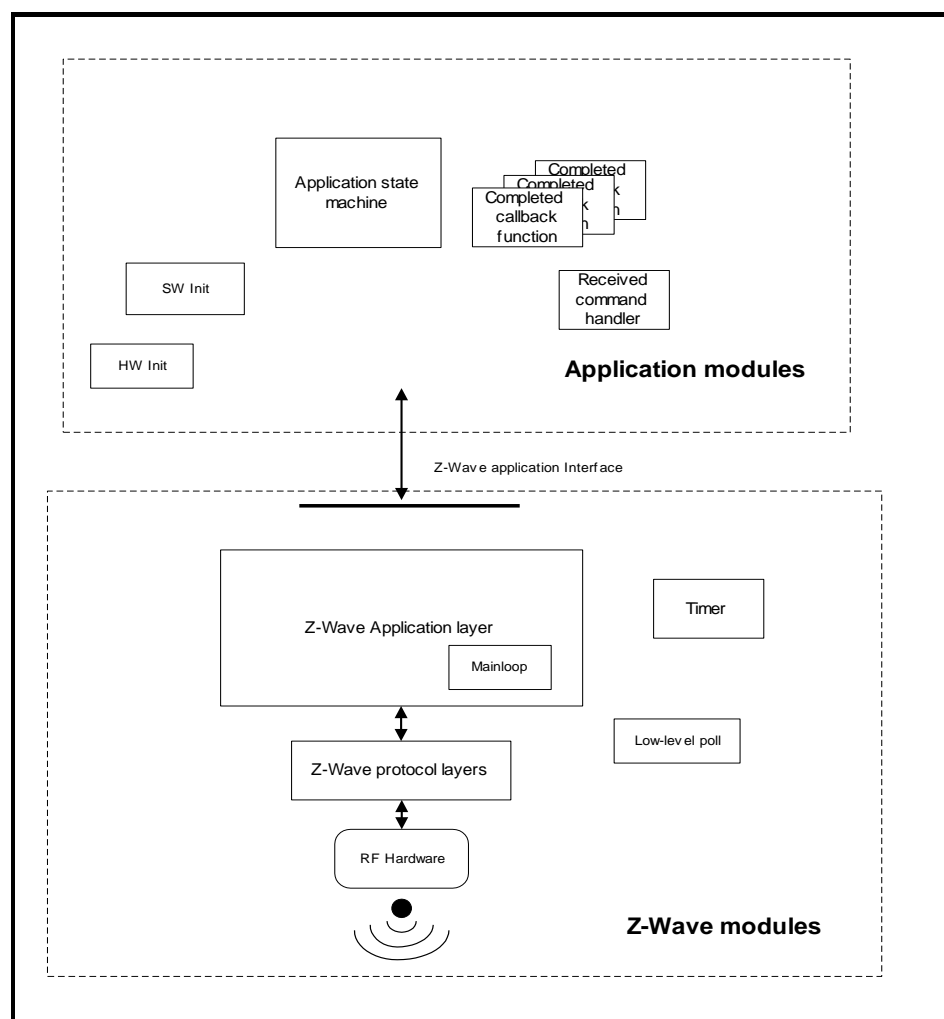 Application state
machine
Completed
Completed
Completed
callback
function
k
n
k
n
SW Init
Received
command
handler
HW Init
Application modules
Z-Wave application Interface
Z-Wave Application layer
Timer
Mainloop
Low-level poll
Z-Wave protocol layers
RF Hardware
Z-Wave modules